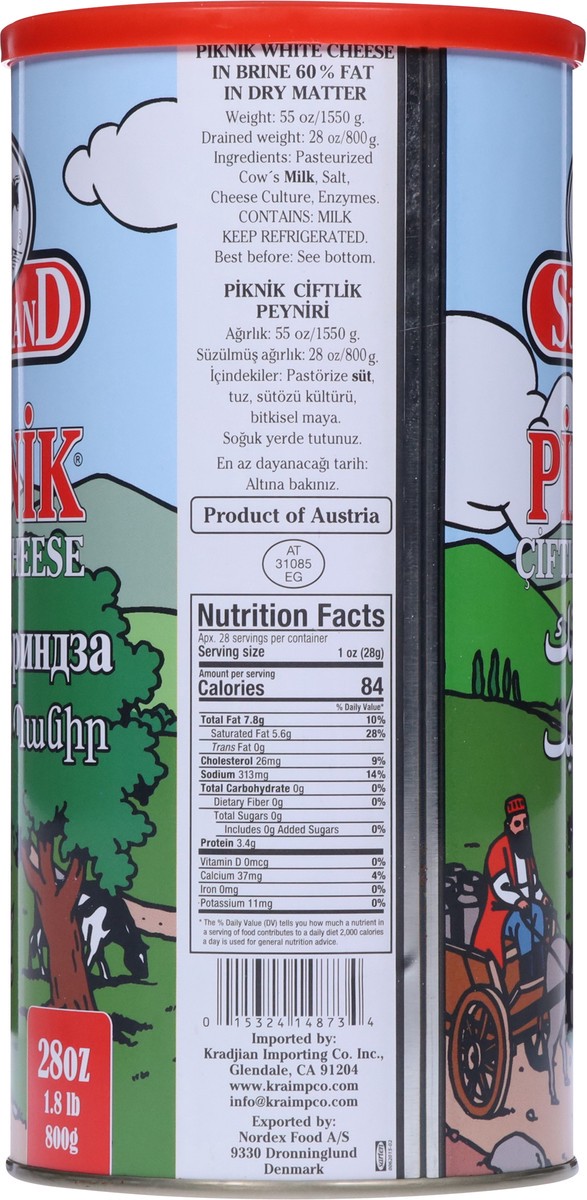 PIKNIK WHITE CHEESE
IN BRINE 60% FAT
IN DRY MATTER
Weight: 55 oz/1550 g.
Drained weight: 28 oz/800g.
Ingredients: Pasteurized
Cow´s Milk, Salt,
Cheese Culture, Enzymes.
CONTAINS: MILK
KEEP REFRIGERATED.
Best before: See bottom.
PİKNİK CİFTLİK
PEYNİRİ
Ağırlık: 55 oz/1550 g.
Süzülmüş ağırlık: 28 oz/800g.
İçindekiler: Pastörize süt,
tuz, sütözü kültürü,
bitkisel maya.
Soğuk yerde tutunuz.
En az dayanacağı tarih:
Altına bakınız.
Product of Austria
AT
31085
EG
Nutrition Facts
Apx. 28 servings per container
Serving size 1 oz (28g)
Amount per serving
Calories 84
% Daily Value*
Total Fat 7.8g 10%
Saturated Fat 5.6g 28%
Trans Fat 0g
Cholesterol 26mg 9%
Sodium 313mg 14%
Total Carbohydrate 0g 0%
Dietary Fiber 0g 0%
Total Sugars 0g
Includes 0g Added Sugars 0%
Protein 3.4g
Vitamin D 0mcg 0%
Calcium 37mg 4%
Iron 0mg 0%
Potassium 11mg 0%
* The % Daily Value (DV) tells you how much a nutrient in
a serving of food contributes to a daily diet 2,000 calories
a day is used for general nutrition advice.
0 15324 14873 4
Imported by:
Kradjian Importing Co. Inc.,
Glendale, CA 91204
www.kraimpco.com
info@kraimpco.com
Exported by:
Nordex Food A/S
9330 Dronninglund
Denmark
AND
NİK®
HEESE
риндза
Պանիր
28oz
1.8 lb
800g
Sü
Pİ
ÇİFT